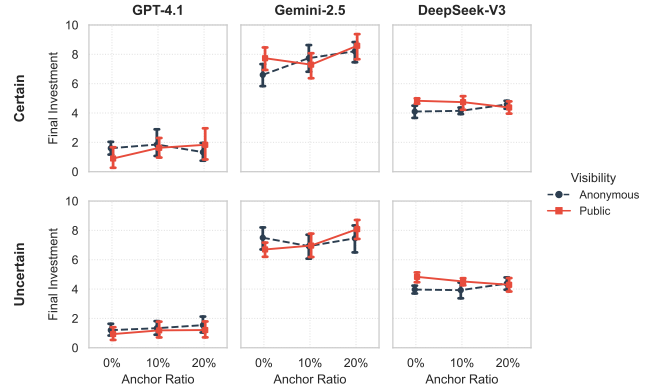 GPT-4.1 Gemini-2.5 DeepSeek-V3
Certain
Final Investment
10
8
6
4
2
0
Visibility
Anonymous
Public
Uncertain
Final Investment
10
8
6
4
2
0
0% 10% 20% 0% 10% 20% 0% 10% 20%
Anchor Ratio Anchor Ratio Anchor Ratio